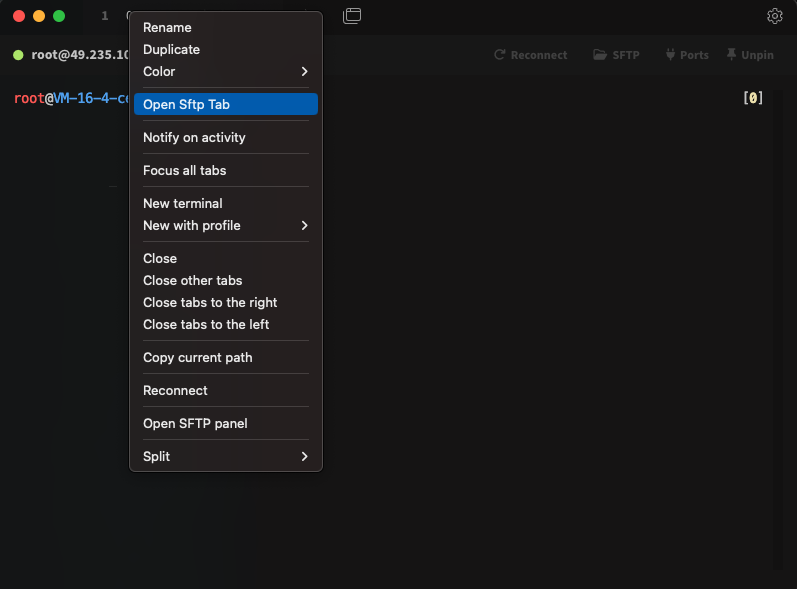 1
root@49.235.10
Reconnect
SFTP
Ports
Unpin
root@VM-16-4-ce
[0]
Rename
Duplicate
Color
Open Sftp Tab
Notify on activity
Focus all tabs
New terminal
New with profile
Close
Close other tabs
Close tabs to the right
Close tabs to the left
Copy current path
Reconnect
Open SFTP panel
Split